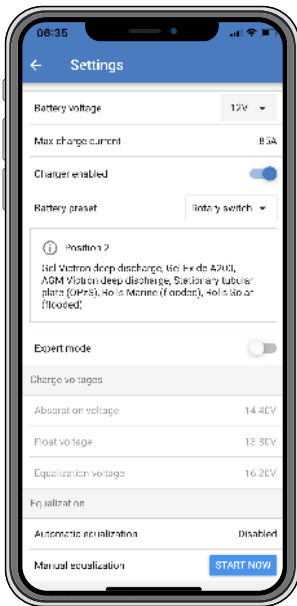 06:35
Settings
Battery voltage 12V
Max charge current 85A
Charger enabled
Battery preset Rotary switch
Position 2
Gel Victron deep discharge, Gel Exide A200,
AGM Victron deep discharge, Stationary tubular
plate (OPzS), Rolls Marine (flooded), Rolls Solar
(flooded)
Expert mode
Charge voltages
Absorption voltage 14.40V
Float voltage 13.80V
Equalization voltage 16.20V
Equalization
Automatic equalization Disabled
Manual equalization START NOW